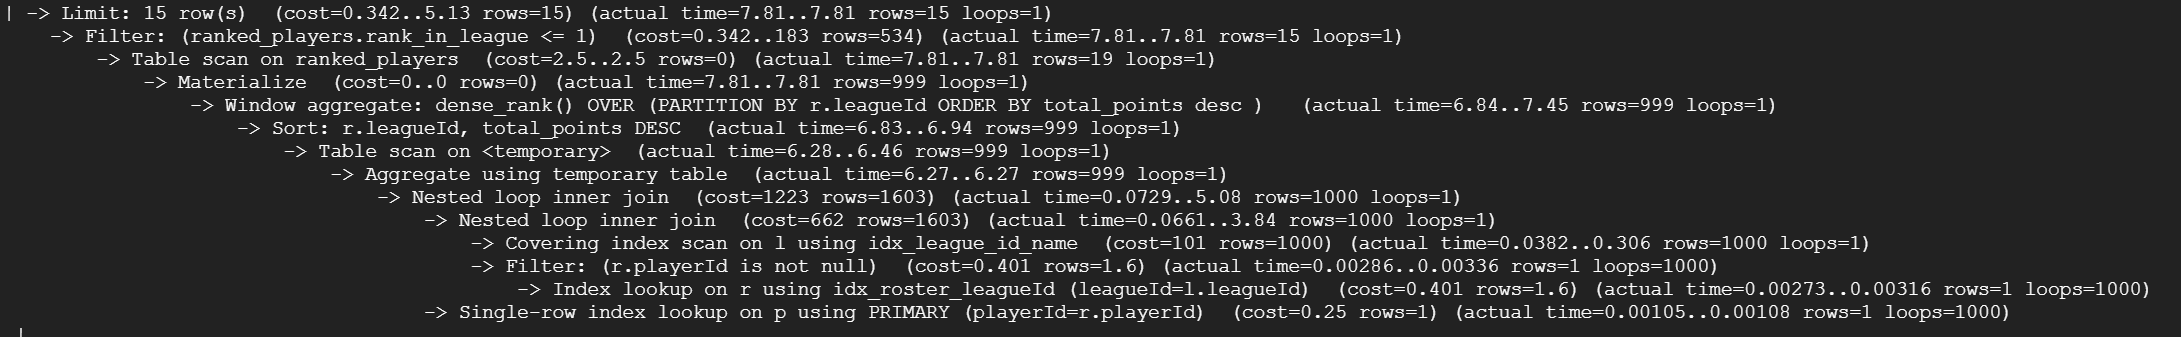 | -> Limit: 15 row(s)  (cost=0.342..5.13 rows=15) (actual time=7.81..7.81 rows=15 loops=1)
    -> Filter: (ranked_players.rank_in_league <= 1)  (cost=0.342..183 rows=534) (actual time=7.81..7.81 rows=15 loops=1)
        -> Table scan on ranked_players  (cost=2.5..2.5 rows=0) (actual time=7.81..7.81 rows=19 loops=1)
            -> Materialize  (cost=0..0 rows=0) (actual time=7.81..7.81 rows=999 loops=1)
                -> Window aggregate: dense_rank() OVER (PARTITION BY r.leagueId ORDER BY total_points desc )   (actual time=6.84..7.45 rows=999 loops=1)
                    -> Sort: r.leagueId, total_points DESC  (actual time=6.83..6.94 rows=999 loops=1)
                        -> Table scan on <temporary>  (actual time=6.28..6.46 rows=999 loops=1)
                            -> Aggregate using temporary table  (actual time=6.27..6.27 rows=999 loops=1)
                                -> Nested loop inner join  (cost=1223 rows=1603) (actual time=0.0729..5.08 rows=1000 loops=1)
                                    -> Nested loop inner join  (cost=662 rows=1603) (actual time=0.0661..3.84 rows=1000 loops=1)
                                        -> Covering index scan on l using idx_league_id_name  (cost=101 rows=1000) (actual time=0.0382..0.306 rows=1000 loops=1)
                                        -> Filter: (r.playerId is not null)  (cost=0.401 rows=1.6) (actual time=0.00286..0.00336 rows=1 loops=1000)
                                            -> Index lookup on r using idx_roster_leagueId (leagueId=l.leagueId)  (cost=0.401 rows=1.6) (actual time=0.00273..0.00316 rows=1 loops=1000)
                                    -> Single-row index lookup on p using PRIMARY (playerId=r.playerId)  (cost=0.25 rows=1) (actual time=0.00105..0.00108 rows=1 loops=1000)
 |